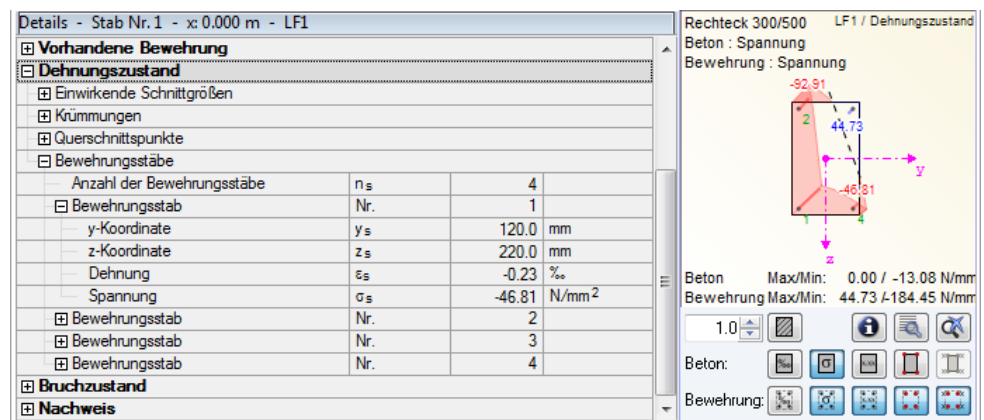 Details - Stab Nr. 1 - x: 0.000 m - LF1
Vorhandene Bewehrung
Dehnungszustand
Einwirkende Schnittgrößen
Krümmungen
Querschnittspunkte
Bewehrungsstäbe
Anzahl der Bewehrungsstäbe ns 4
Bewehrungsstab Nr. 1
y-Koordinate ys 120.0 mm
z-Koordinate zs 220.0 mm
Dehnung εs -0.23 ‰
Spannung σs -46.81 N/mm2
Bewehrungsstab Nr. 2
Bewehrungsstab Nr. 3
Bewehrungsstab Nr. 4
Bruchzustand
Nachweis
Rechteck 300/500 LF1 / Dehnungszustand
Beton : Spannung
Bewehrung : Spannung
-92.91
2
44.73
y
-46.81
1
4
z
Beton Max/Min: 0.00 / -13.08 N/mm
Bewehrung Max/Min: 44.73 /-184.45 N/mm
1.0
Beton: ‰ σ x.xx
Bewehrung: σ